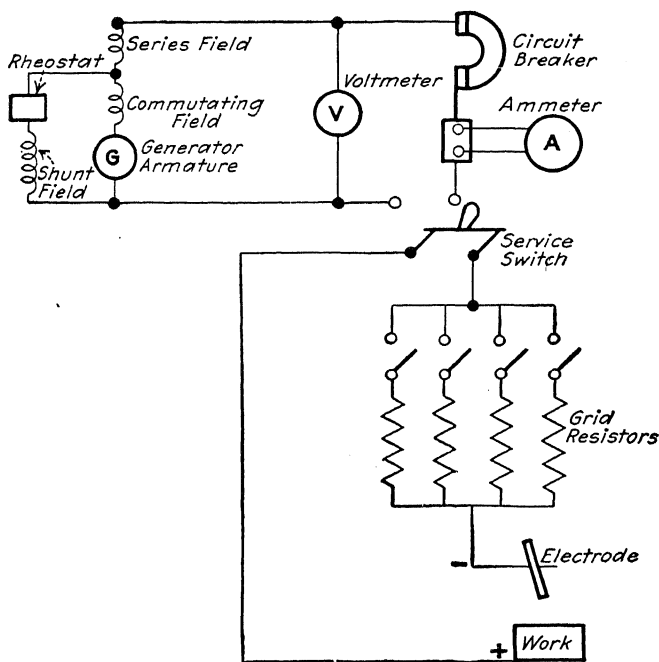 Series Field
Circuit
Breaker
Rheostat
Voltmeter
Commutating
Field
Ammeter
V
A
G
Generator
Armature
Shunt
Field
Service
Switch
Grid
Resistors
- Electrode
+ Work